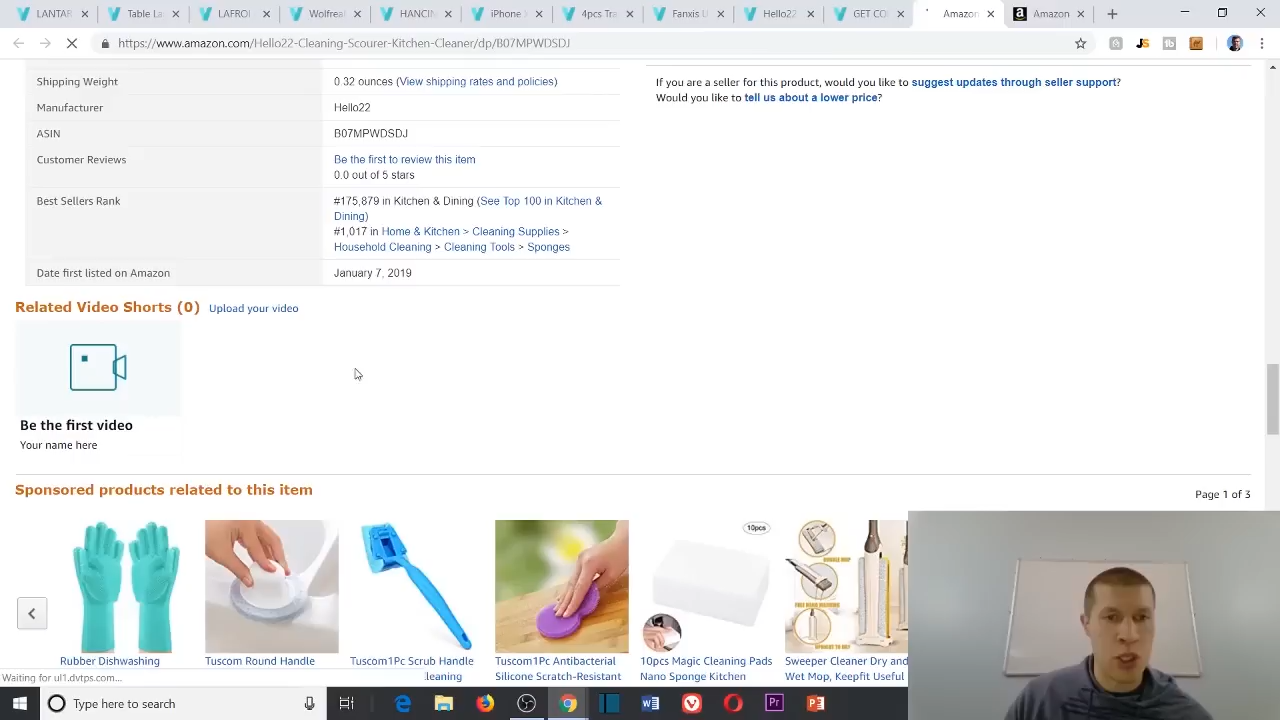 LANTAR
Table La
LAFROI
Wolfrea
HANCIN
iPhone
4pcs Tra
Fanxis U
Hello22
GET CO
Amazon
Amazon
https://www.amazon.com/Hello22-Cleaning-Scourer-Kitchen-Cleans/dp/B07MPWDSDJ
Shipping Weight
0.32 ounces (View shipping rates and policies)
Manufacturer
Hello22
ASIN
B07MPWDSDJ
Customer Reviews
Be the first to review this item
0.0 out of 5 stars
Best Sellers Rank
#175,879 in Kitchen & Dining (See Top 100 in Kitchen &
Dining)
#1,017 in Home & Kitchen > Cleaning Supplies >
Household Cleaning > Cleaning Tools > Sponges
Date first listed on Amazon
January 7, 2019
If you are a seller for this product, would you like to suggest updates through seller support?
Would you like to tell us about a lower price?
Related Video Shorts (0) Upload your video
Be the first video
Your name here
Sponsored products related to this item
Page 1 of 3
10pcs
DOUBLE MOP
FREE HAND WASHING
Rubber Dishwashing
Tuscom Round Handle
Tuscom1Pc Scrub Handle
leaning
Tuscom1Pc Antibacterial
Silicone Scratch-Resistant
10pcs Magic Cleaning Pads
Nano Sponge Kitchen
Sweeper Cleaner Dry and
Wet Mop, Keepfit Useful
Waiting for ul1.dvtps.com...
Type here to search